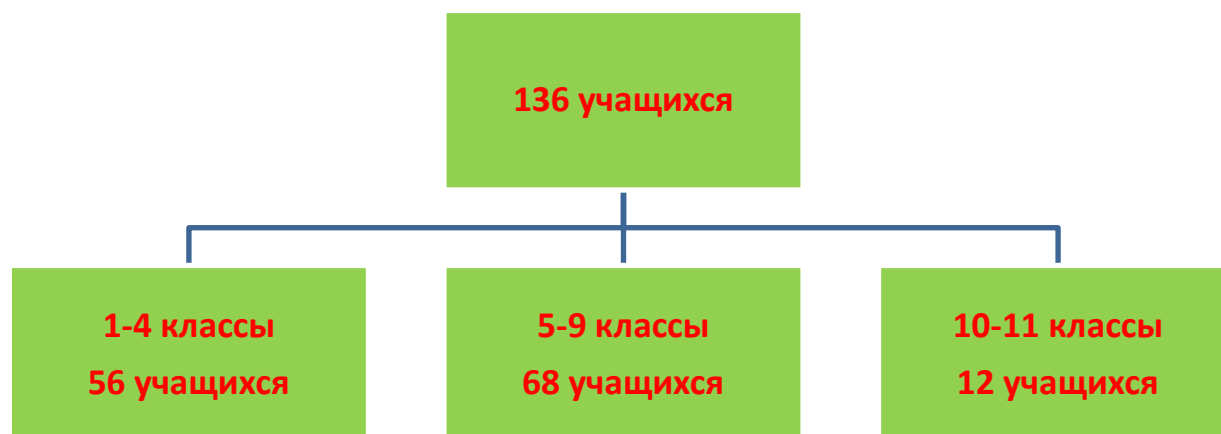 136 учащихся
1-4 классы
56 учащихся
5-9 классы
68 учащихся
10-11 классы
12 учащихся